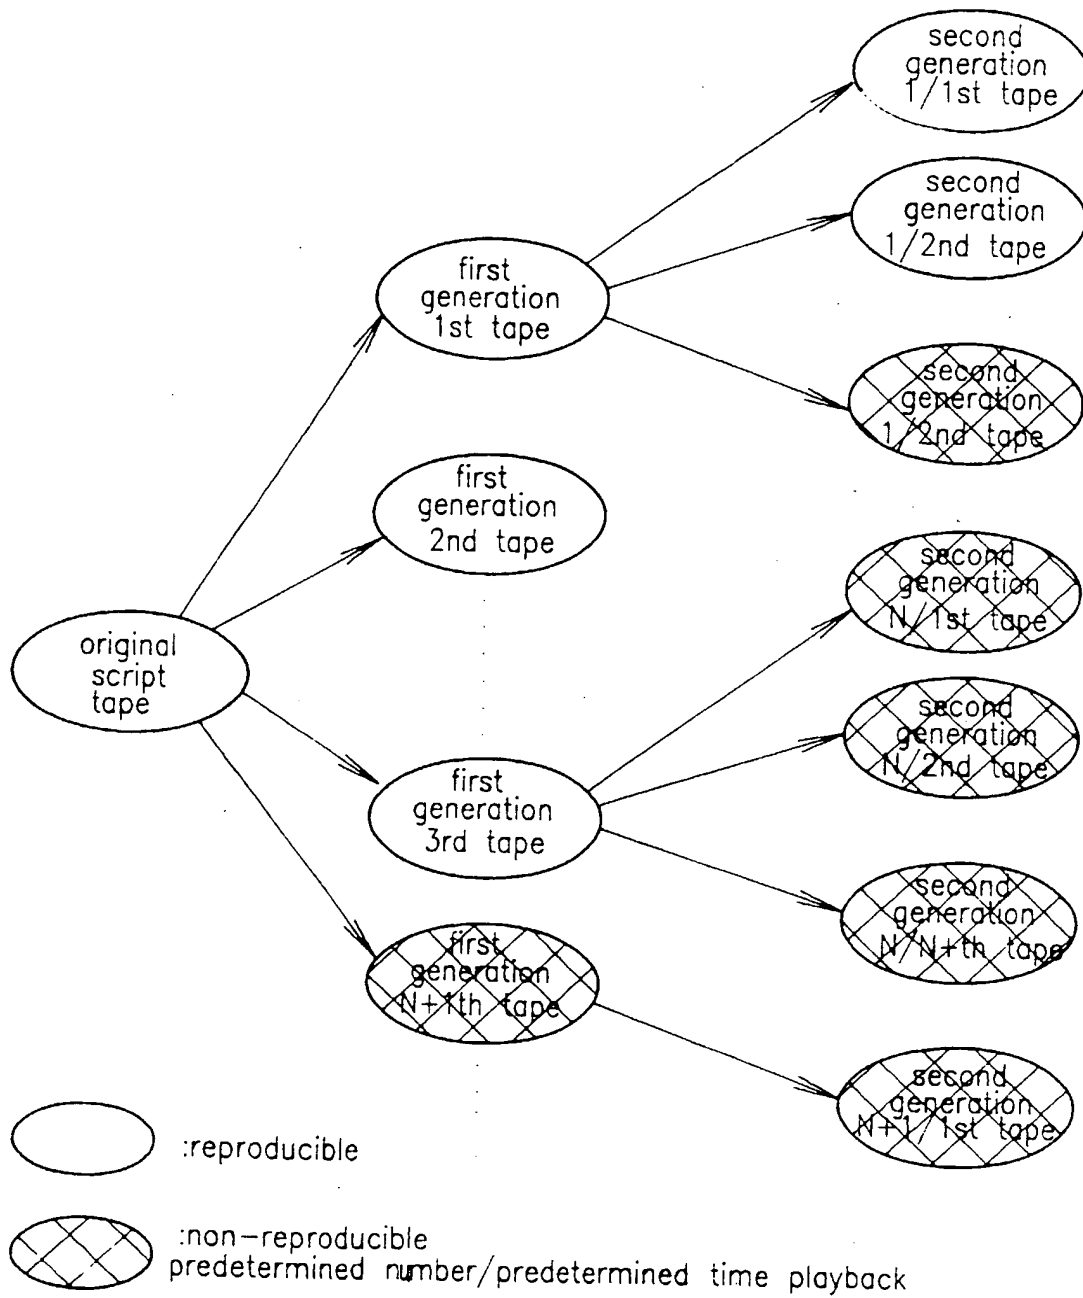 second
generation
1/1st tape
second
generation
1/2nd tape
first
generation
1st tape
second
generation
1/2nd tape
first
generation
2nd tape
second
generation
N/1st tape
original
script
tape
second
generation
N/2nd tape
first
generation
3rd tape
second
generation
N/N+th tape
first
generation
N+1th tape
second
generation
N+1/1st tape
:reproducible
:non-reproducible
predetermined number/predetermined time playback